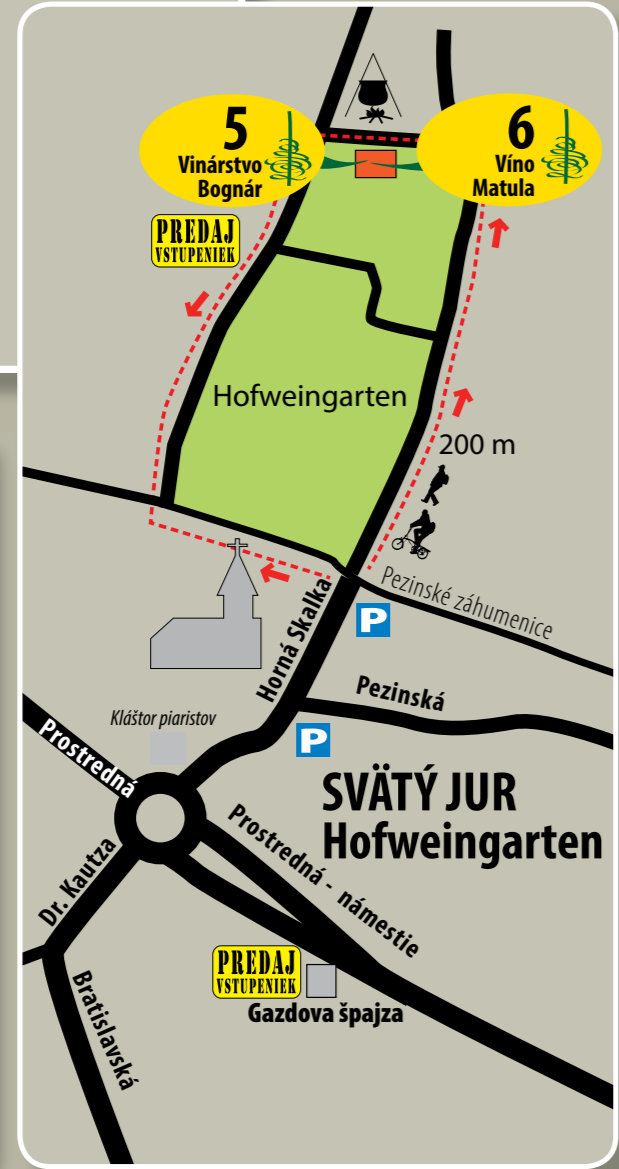 5
Vinárstvo
Bognár
6
Víno
Matula
PREDAJ
VSTUPENIEK
Hofweingarten
200 m
Pezinské záhumenice
Horná Skalka
P
Pezinská
Kláštor piaristov
P
Prostredná
SVÄTÝ JUR
Hofweingarten
Prostredná - námestie
Dr. Kautza
PREDAJ
VSTUPENIEK
Gazdova špajza
Bratislavská